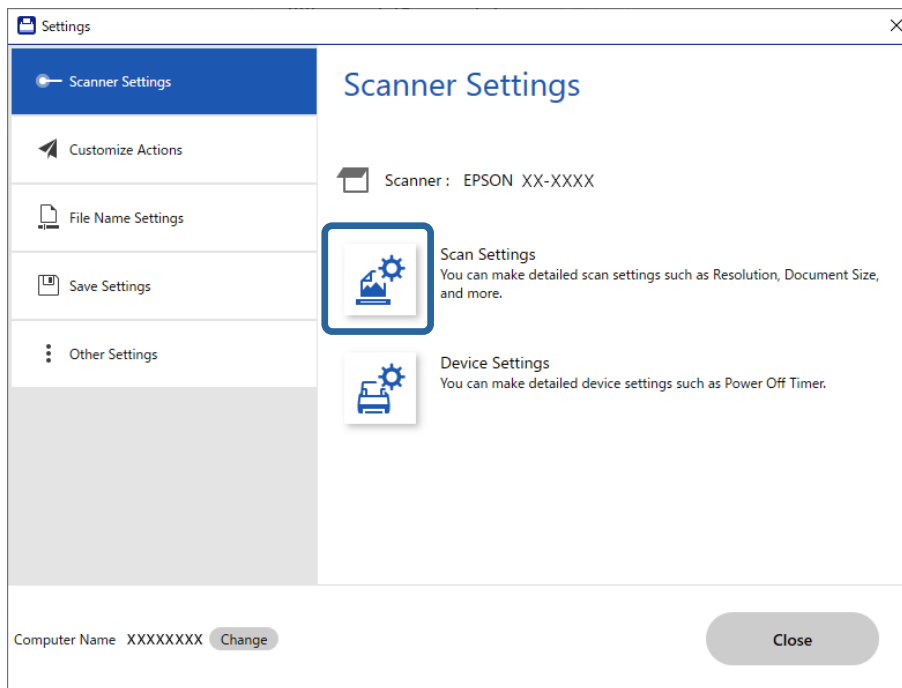 Settings
Scanner Settings
Customize Actions
File Name Settings
Save Settings
Other Settings
Scanner Settings
Scanner : EPSON XX-XXXX
Scan Settings
You can make detailed scan settings such as Resolution, Document Size,
and more.
Device Settings
You can make detailed device settings such as Power Off Timer.
Computer Name XXXXXXXX Change
Close